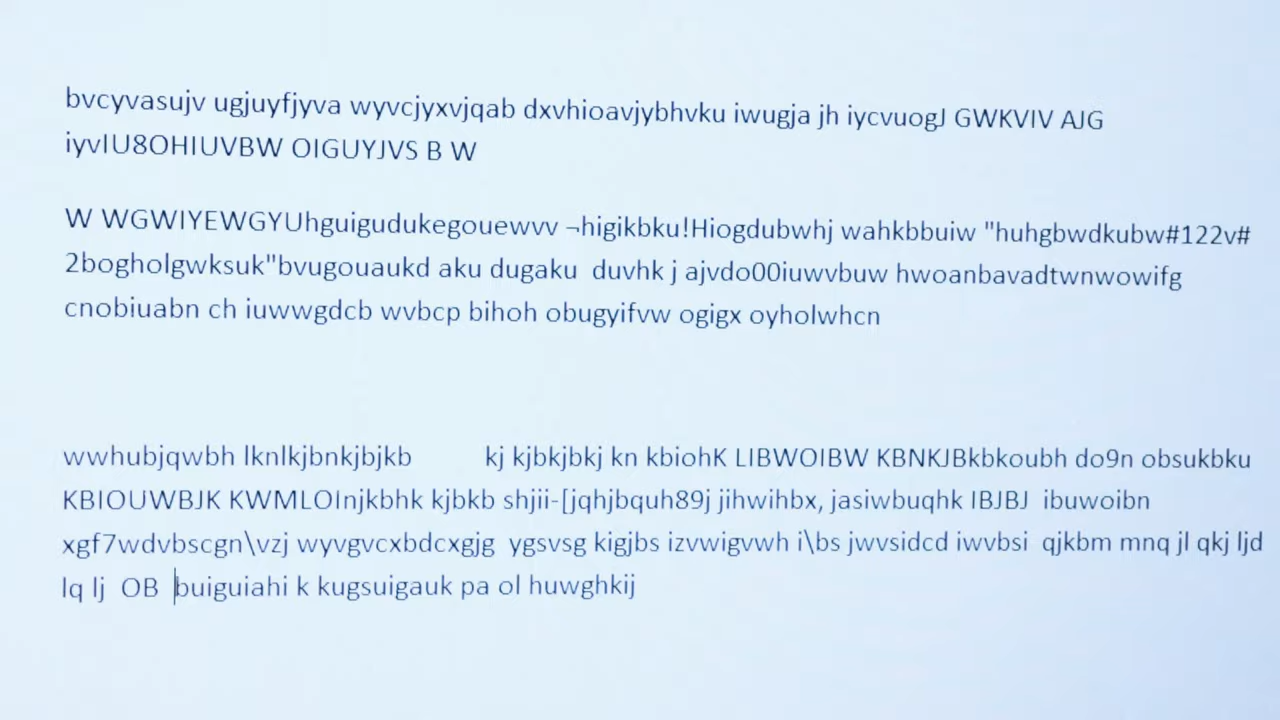 bvcyvasujv ugjuyfjyva wyvcjyxvjqab dxvhioavjybhvku iwugja jh iycvuogJ GWKVIV AJG
iyvIU8OHIUVBW OIGUYJVS B W
W WGWIYEWGYUhguigudukegouewvv ¬higikbku!Hiogdubwhj wahkbbuiw "huhgbwdkubw#122v#
2bogholgwksuk"bvugouaukd aku dugaku  duvhk j ajvdo00iuwvbuw hwoanbavadtwnwowifg
cnobiuabn ch iuwwgdcb wvbcp bihoh obugyifvw ogigx oyholwhcn
wwhubjqwbh lknlkjbnkjbjkb          kj kjbkjbkj kn kbiohK LIBWOIBW KBNKJBkbkoubh do9n obsukbku
KBIOUWBJK KWMLOInjkbhk kjbkb shjii-[jqhjbquh89j jihwihbx, jasiwbuqhk IBJBJ  ibuwoibn
xgf7wdvbscgn\vzj wyvgvcxbdcxgjg  ygsvsg kigjbs izvwigvwh i\bs jwvsidcd iwvbsi  qjkbm mnq jl qkj ljd
lq lj  OB  buiguiahi k kugsuigauk pa ol huwghkij